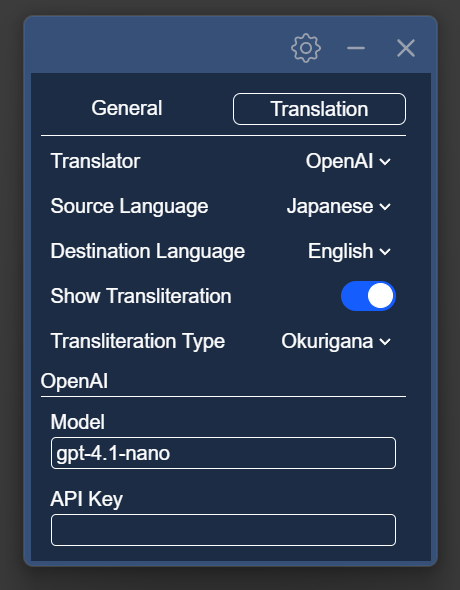 General Translation
Translator OpenAI
Source Language Japanese
Destination Language English
Show Transliteration
Transliteration Type Okurigana
OpenAI
Model
gpt-4.1-nano
API Key